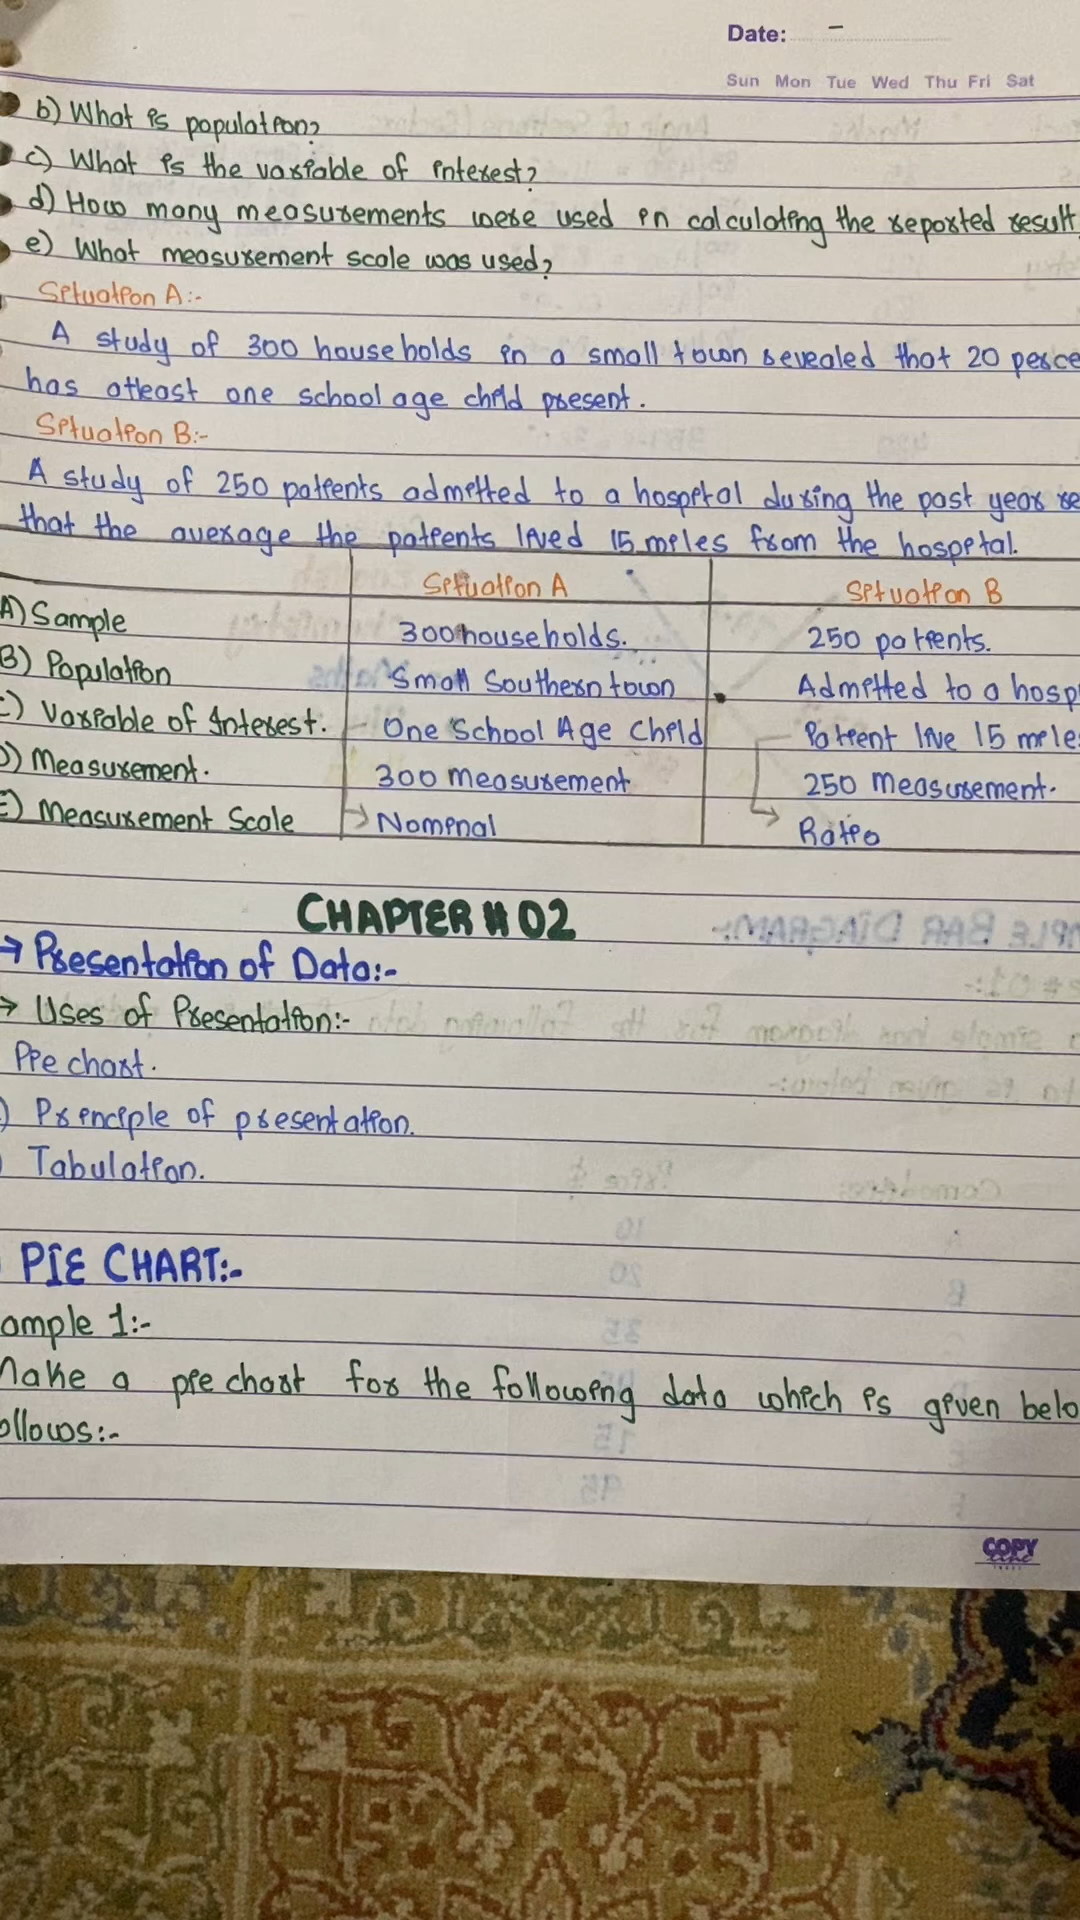 Date:
Sun Mon Tue Wed Thu Fri Sat
b) What is population?
c) What is the variable of interest?
d) How many measurements were used in calculating the reported result
e) What measurement scale was used?
Situation A:-
A study of 300 households in a small town revealed that 20 perce
has atleast one school age child present.
Situation B:-
A study of 250 patients admitted to a hospital during the past year re
that the average the patients lived 15 miles from the hospital.
Situation A Situation B
A) Sample 300 households. 250 patients.
B) Population Small Southern town Admitted to a hosp
C) Variable of Interest. One School Age Child Patient live 15 mile
D) Measurement. 300 measurement 250 Measurement.
E) Measurement Scale → Nominal Ratio
CHAPTER # 02
→ Presentation of Data:-
→ Uses of Presentation:-
Pie chart.
) Principle of presentation.
) Tabulation.
PIE CHART:-
ample 1:-
Make a pie chart for the following data which is given belo
ollows:-
COPY